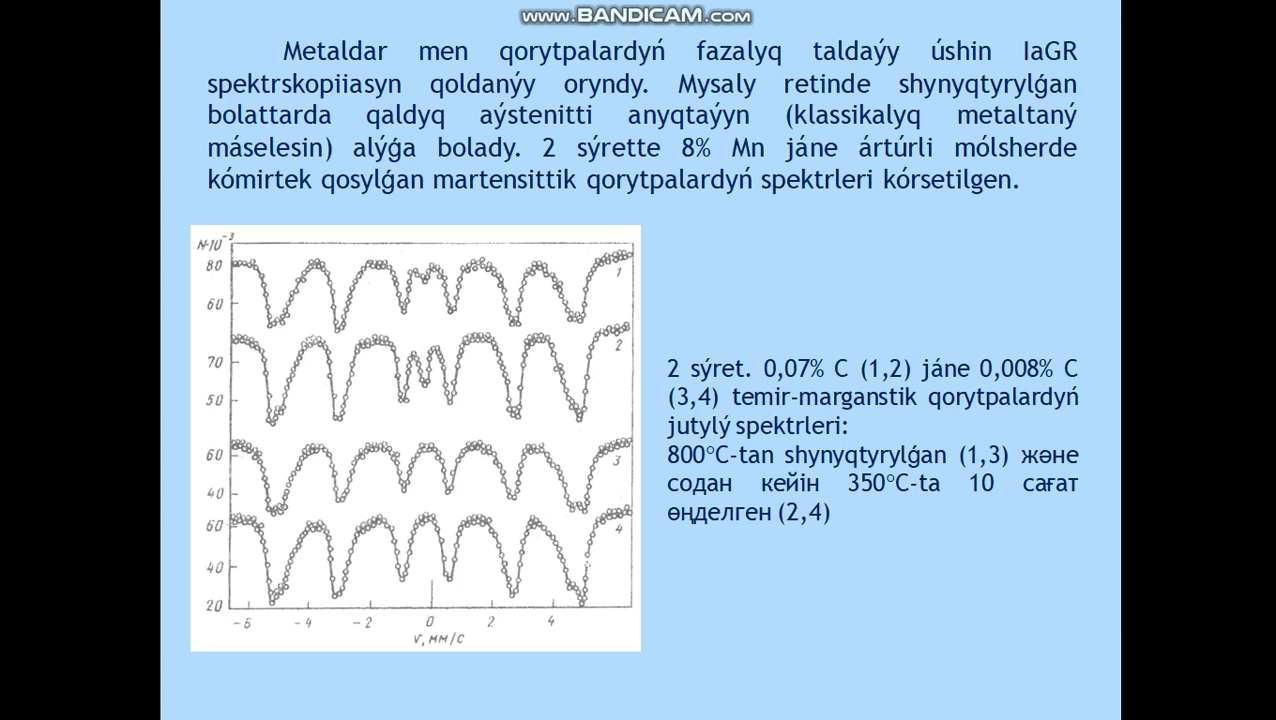 www.BANDICAM.com
Metaldar men qorytpalardyń fazalyq taldaýy úshin IaGR
spektrskopiiasyn qoldanýy oryndy. Mysaly retinde shynyqtyrylǵan
bolattarda qaldyq aýstenitti anyqtaýyn (klassikalyq metaltaný
máselesin) alýǵa bolady. 2 sýrette 8% Mn jáne ártúrli mólsherde
kómirtek qosylǵan martensittik qorytpalardyń spektrleri kórsetilgen.
N·10⁻³
80
60
1
70
50
2
60
40
3
60
40
20
4
-6 -4 -2 0 2 4
v, мм/с
2 sýret. 0,07% C (1,2) jáne 0,008% C
(3,4) temir-marganstik qorytpalardyń
jutylý spektrleri:
800°C-tan shynyqtyrylǵan (1,3) және
содан кейін 350°C-ta 10 сағат
өңделген (2,4)